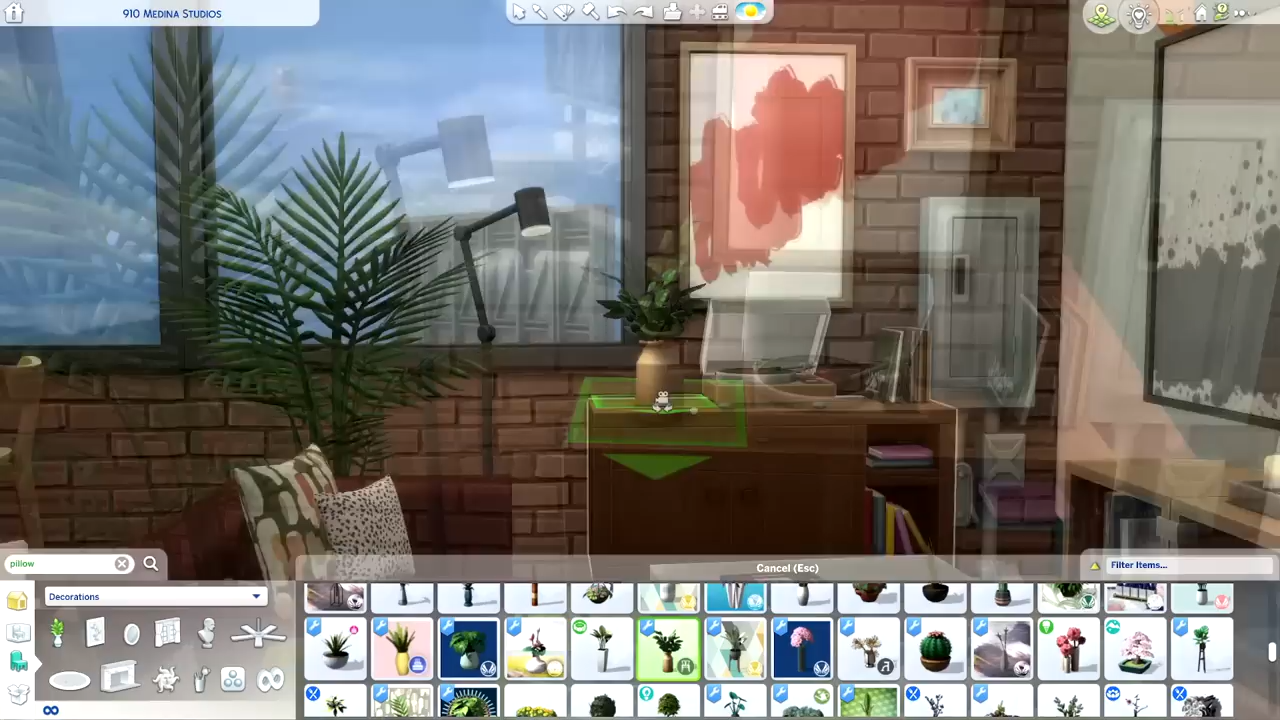 910 MEDINA STUDIOS
pillow
Cancel (Esc)
Filter Items...
Decorations